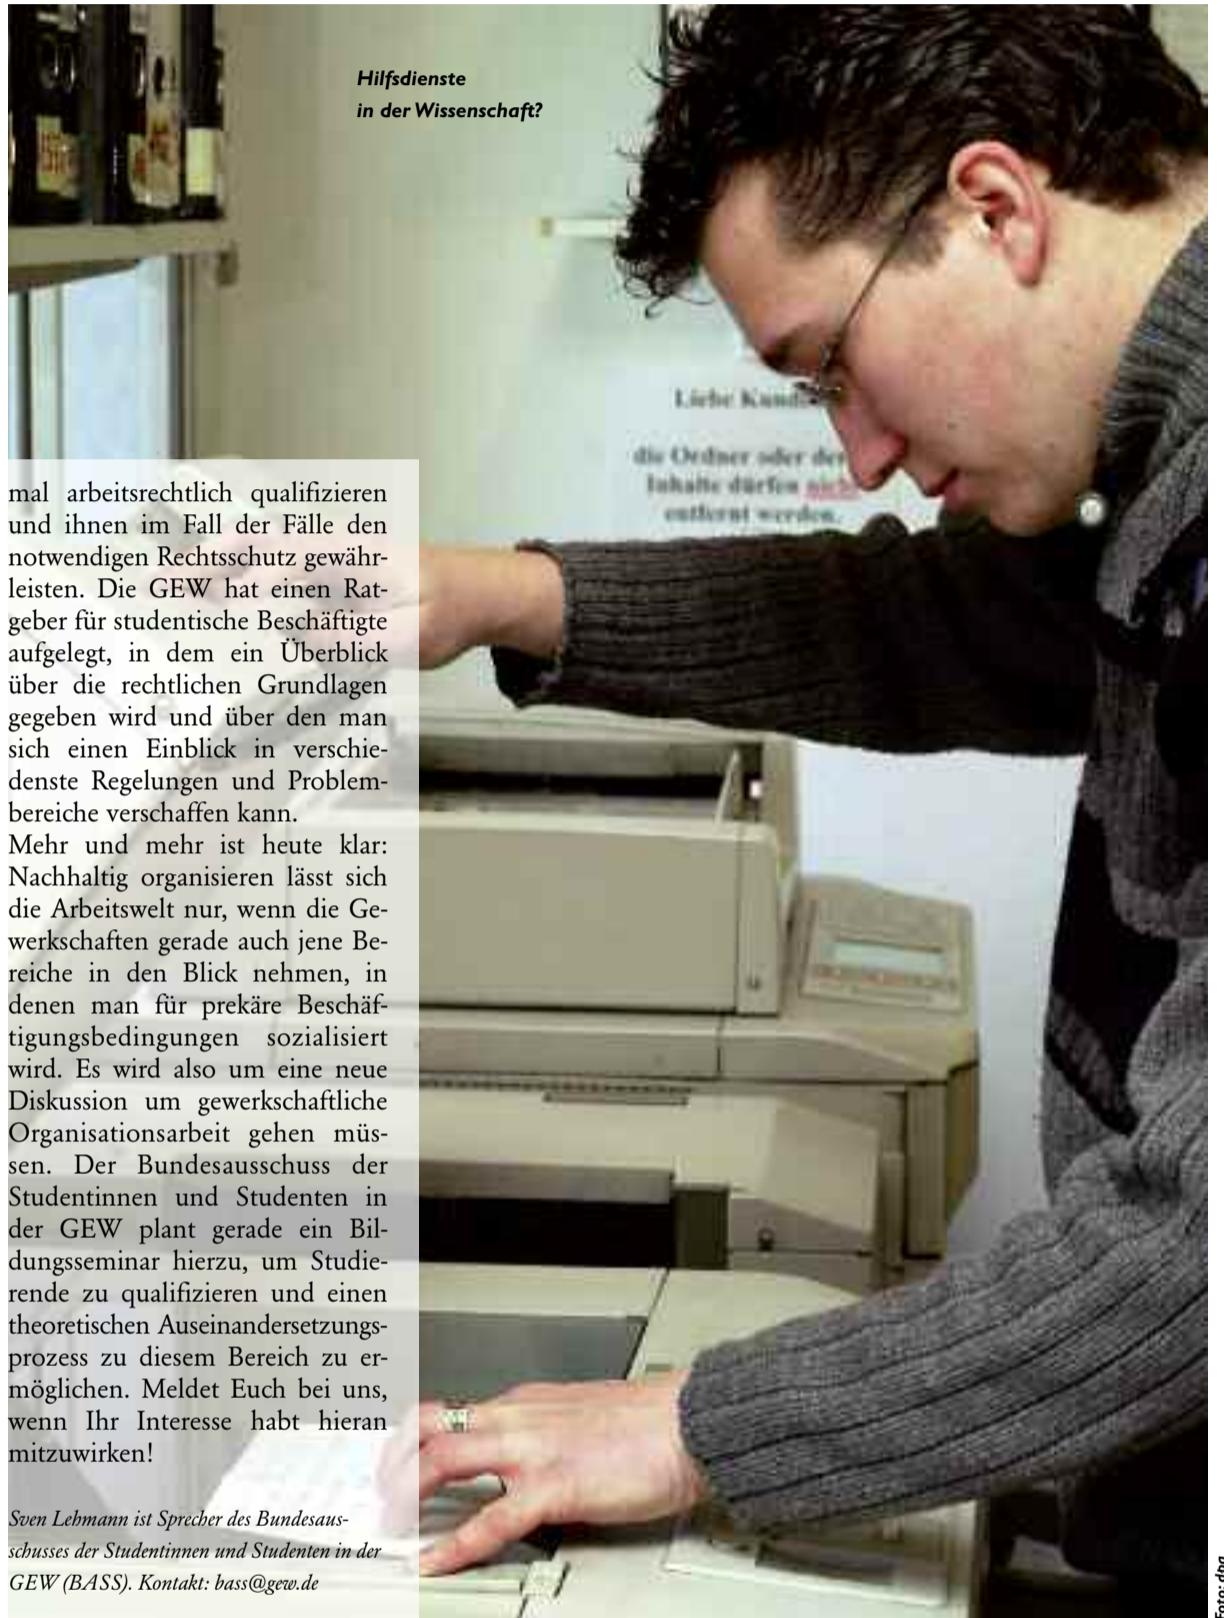 Hilfsdienste
in der Wissenschaft?
Liebe
die Ordner oder
Inhalte dürfen nicht
entfernt werden.
mal arbeitsrechtlich qualifizieren
und ihnen im Fall der Fälle den
notwendigen Rechtsschutz gewähr-
leisten. Die GEW hat einen Rat-
geber für studentische Beschäftigte
aufgelegt, in dem ein Überblick
über die rechtlichen Grundlagen
gegeben wird und über den man
sich einen Einblick in verschie-
denste Regelungen und Problem-
bereiche verschaffen kann.
Mehr und mehr ist heute klar:
Nachhaltig organisieren lässt sich
die Arbeitswelt nur, wenn die Ge-
werkschaften gerade auch jene Be-
reiche in den Blick nehmen, in
denen man für prekäre Beschäf-
tigungsbedingungen sozialisiert
wird. Es wird also um eine neue
Diskussion um gewerkschaftliche
Organisationsarbeit gehen müs-
sen. Der Bundesausschuss der
Studentinnen und Studenten in
der GEW plant gerade ein Bil-
dungsseminar hierzu, um Studie-
rende zu qualifizieren und einen
theoretischen Auseinandersetzungs-
prozess zu diesem Bereich zu er-
möglichen. Meldet Euch bei uns,
wenn Ihr Interesse habt hieran
mitzuwirken!
Sven Lehmann ist Sprecher des Bundesaus-
schusses der Studentinnen und Studenten in der
GEW (BASS). Kontakt: bass@gew.de
Foto: dpa